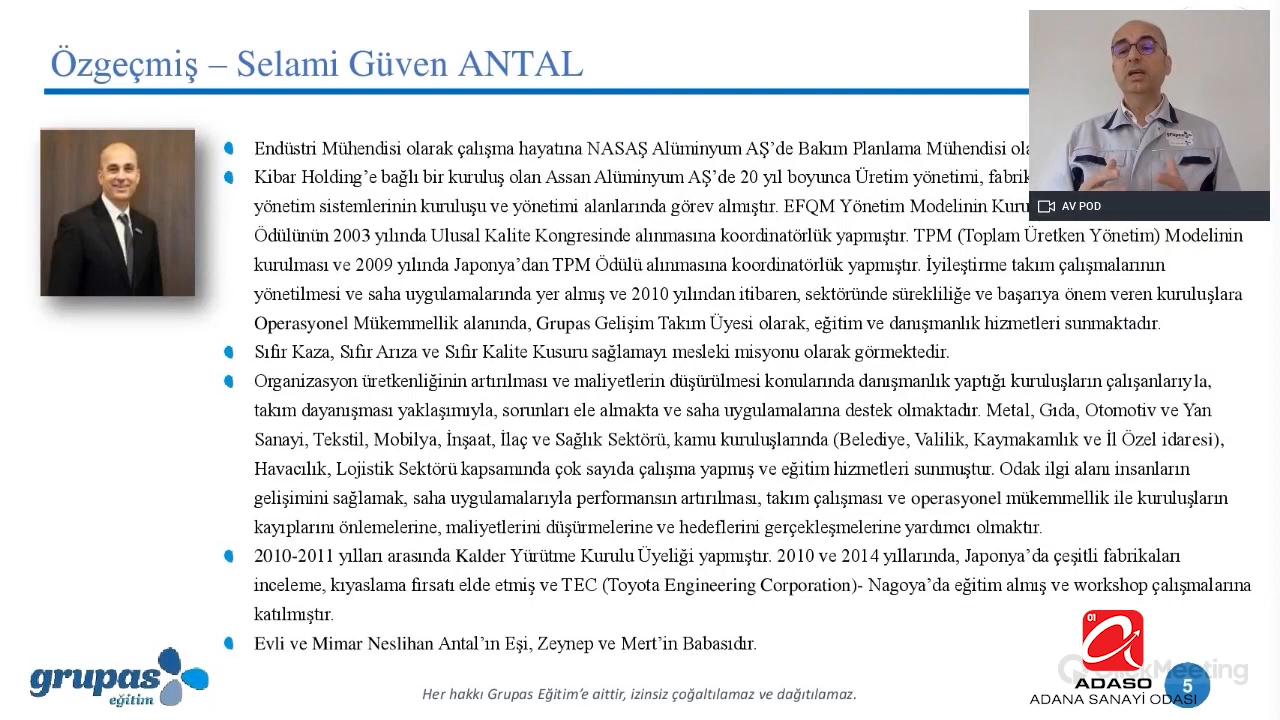 Özgeçmiş – Selami Güven ANTAL
Endüstri Mühendisi olarak çalışma hayatına NASAŞ Alüminyum AŞ’de Bakım Planlama Mühendisi
Kibar Holding’e bağlı bir kuruluş olan Assan Alüminyum AŞ’de 20 yıl boyunca Üretim yönetimi,
yönetim sistemlerinin kuruluşu ve yönetimi alanlarında görev almıştır. EFQM Yönetim Modelinin
Ödülünün 2003 yılında Ulusal Kalite Kongresinde alınmasına koordinatörlük yapmıştır. TPM (Toplam Üretken Yönetim) Modelinin
kurulması ve 2009 yılında Japonya’dan TPM Ödülü alınmasına koordinatörlük yapmıştır. İyileştirme takım çalışmalarının
yönetilmesi ve saha uygulamalarında yer almış ve 2010 yılından itibaren, sektöründe sürekliliğe ve başarıya önem veren kuruluşlara
Operasyonel Mükemmellik alanında, Grupas Gelişim Takım Üyesi olarak, eğitim ve danışmanlık hizmetleri sunmaktadır.
Sıfır Kaza, Sıfır Arıza ve Sıfır Kalite Kusuru sağlamayı mesleki misyonu olarak görmektedir.
Organizasyon üretkenliğinin artırılması ve maliyetlerin düşürülmesi konularında danışmanlık yaptığı kuruluşların çalışanlarıyla,
takım dayanışması yaklaşımıyla, sorunları ele almakta ve saha uygulamalarına destek olmaktadır. Metal, Gıda, Otomotiv ve Yan
Sanayi, Tekstil, Mobilya, İnşaat, İlaç ve Sağlık Sektörü, kamu kuruluşlarında (Belediye, Valilik, Kaymakamlık ve İl Özel idaresi),
Havacılık, Lojistik Sektörü kapsamında çok sayıda çalışma yapmış ve eğitim hizmetleri sunmuştur. Odak ilgi alanı insanların
gelişimini sağlamak, saha uygulamalarıyla performansın artırılması, takım çalışması ve operasyonel mükemmellik ile kuruluşların
kayıplarını önlemelerine, maliyetlerini düşürmelerine ve hedeflerini gerçekleşmelerine yardımcı olmaktır.
2010-2011 yılları arasında Kalder Yürütme Kurulu Üyeliği yapmıştır. 2010 ve 2014 yıllarında, Japonya’da çeşitli fabrikaları
inceleme, kıyaslama fırsatı elde etmiş ve TEC (Toyota Engineering Corporation)- Nagoya’da eğitim almış ve workshop çalışmalarına
katılmıştır.
Evli ve Mimar Neslihan Antal’ın Eşi, Zeynep ve Mert’in Babasıdır.
grupas
AV POD
grupas
eğitim
Her hakkı Grupas Eğitim’e aittir, izinsiz çoğaltılamaz ve dağıtılamaz.
01
ClickMeeting
ADASO
5
ADANA SANAYİ ODASI